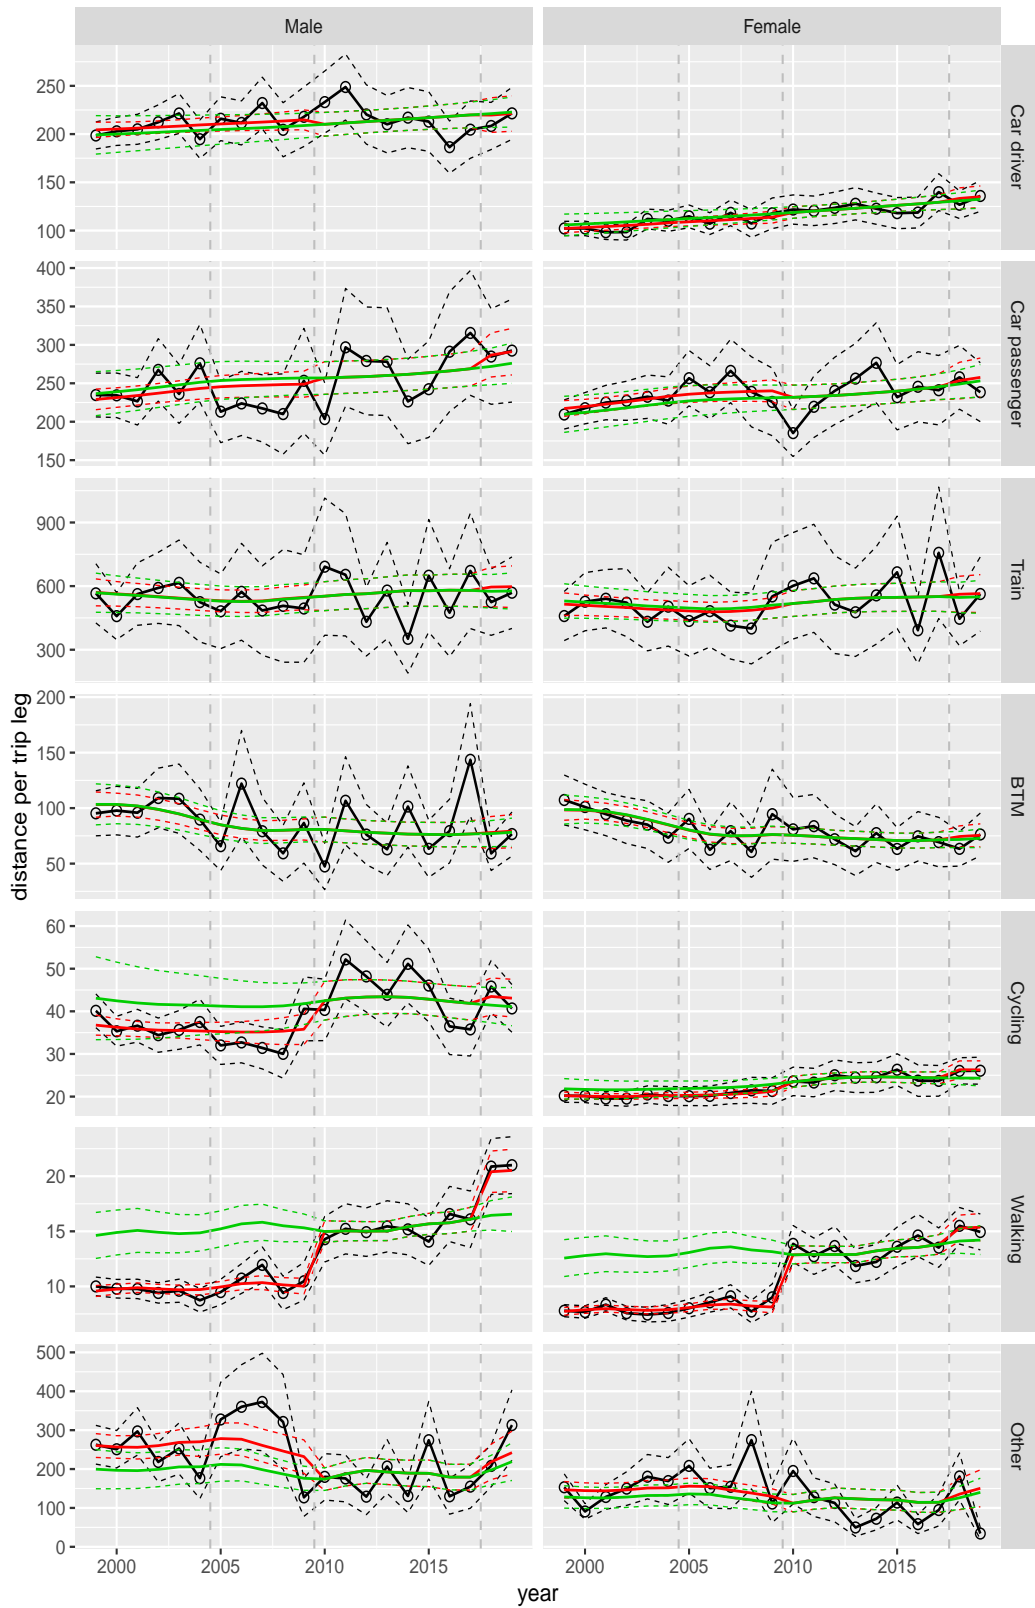 Male Female
250
200
150
100
Car driver
400
350
300
250
200
150
Car passenger
900
600
300
Train
distance per trip leg
200
150
100
50
BTM
60
50
40
30
20
Cycling
20
15
10
Walking
500
400
300
200
100
0
Other
2000 2005 2010 2015 2000 2005 2010 2015
year